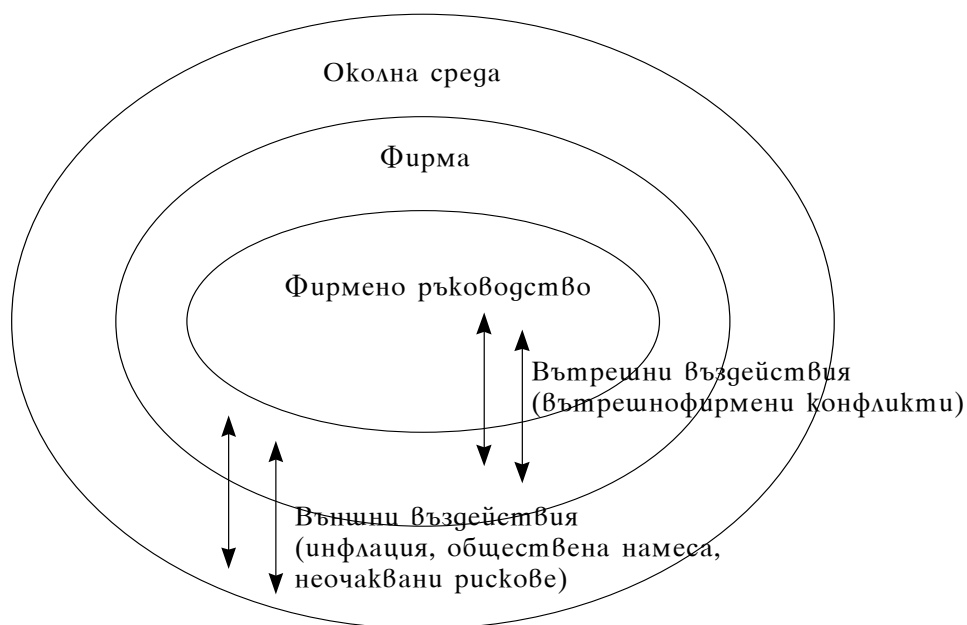 Околна среда
Фирма
Фирмено ръководство
Вътрешни въздействия
(вътрешнофирмени конфликти)
Външни въздействия
(инфлация, обществена намеса,
неочаквани рискове)